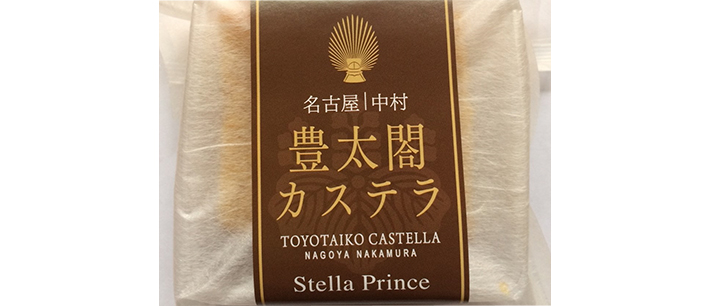 名古屋|中村
豊太閤
カステラ
TOYOTAIKO CASTELLA
NAGOYA NAKAMURA
Stella Prince